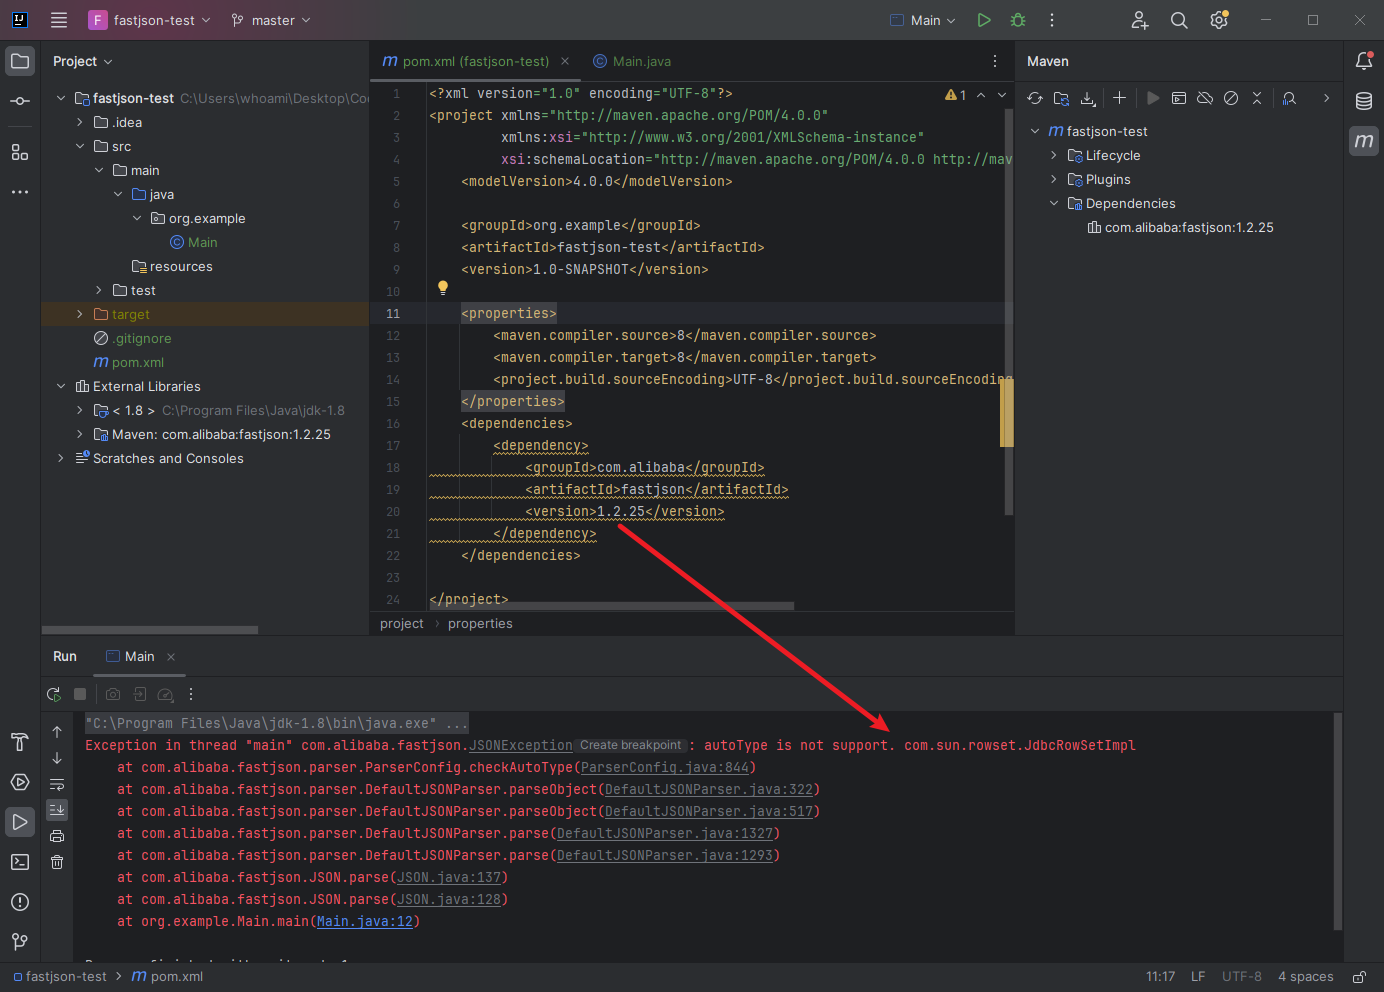 fastjson-test
master
Main
Project
pom.xml (fastjson-test)
Main.java
Maven
fastjson-test C:\Users\whoami\Desktop\Co
.idea
src
main
java
org.example
Main
resources
test
target
.gitignore
pom.xml
External Libraries
< 1.8 > C:\Program Files\Java\jdk-1.8
Maven: com.alibaba:fastjson:1.2.25
Scratches and Consoles
1 <?xml version="1.0" encoding="UTF-8"?>
2 <project xmlns="http://maven.apache.org/POM/4.0.0"
3 xmlns:xsi="http://www.w3.org/2001/XMLSchema-instance"
4 xsi:schemaLocation="http://maven.apache.org/POM/4.0.0 http://mav
5 <modelVersion>4.0.0</modelVersion>
6
7 <groupId>org.example</groupId>
8 <artifactId>fastjson-test</artifactId>
9 <version>1.0-SNAPSHOT</version>
10
11 <properties>
12 <maven.compiler.source>8</maven.compiler.source>
13 <maven.compiler.target>8</maven.compiler.target>
14 <project.build.sourceEncoding>UTF-8</project.build.sourceEncoding
15 </properties>
16 <dependencies>
17 <dependency>
18 <groupId>com.alibaba</groupId>
19 <artifactId>fastjson</artifactId>
20 <version>1.2.25</version>
21 </dependency>
22 </dependencies>
23
24 </project>
1
project > properties
fastjson-test
Lifecycle
Plugins
Dependencies
com.alibaba:fastjson:1.2.25
Run
Main
"C:\Program Files\Java\jdk-1.8\bin\java.exe" ...
Exception in thread "main" com.alibaba.fastjson.JSONException Create breakpoint : autoType is not support. com.sun.rowset.JdbcRowSetImpl
at com.alibaba.fastjson.parser.ParserConfig.checkAutoType(ParserConfig.java:844)
at com.alibaba.fastjson.parser.DefaultJSONParser.parseObject(DefaultJSONParser.java:322)
at com.alibaba.fastjson.parser.DefaultJSONParser.parseObject(DefaultJSONParser.java:517)
at com.alibaba.fastjson.parser.DefaultJSONParser.parse(DefaultJSONParser.java:1327)
at com.alibaba.fastjson.parser.DefaultJSONParser.parse(DefaultJSONParser.java:1293)
at com.alibaba.fastjson.JSON.parse(JSON.java:137)
at com.alibaba.fastjson.JSON.parse(JSON.java:128)
at org.example.Main.main(Main.java:12)
fastjson-test > pom.xml
11:17 LF UTF-8 4 spaces